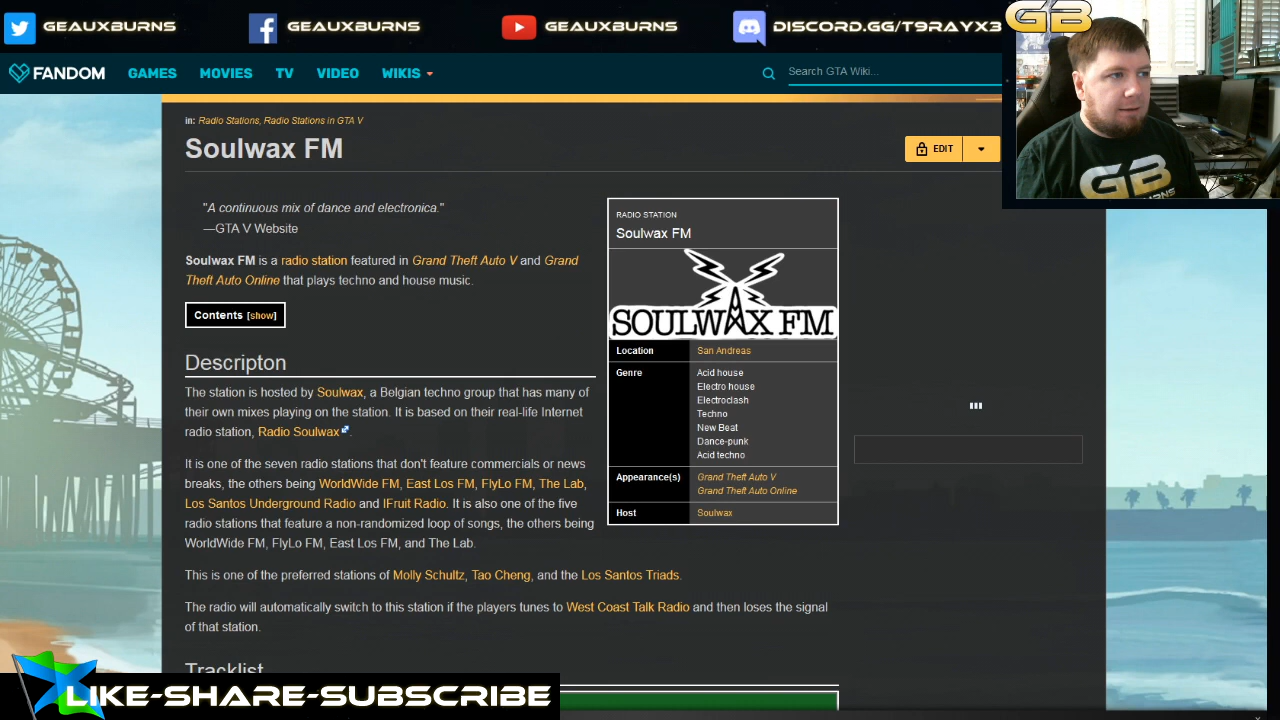 GEAUXBURNS
GEAUXBURNS
GEAUXBURNS
DISCORD.GG/T9RAYX3
GB
FANDOM
GAMES
MOVIES
TV
VIDEO
WIKIS
Search GTA Wiki...
in: Radio Stations, Radio Stations in GTA V
Soulwax FM
EDIT
"A continuous mix of dance and electronica."
—GTA V Website
Soulwax FM is a radio station featured in Grand Theft Auto V and Grand
Theft Auto Online that plays techno and house music.
Contents [show]
Descripton
The station is hosted by Soulwax, a Belgian techno group that has many of
their own mixes playing on the station. It is based on their real-life Internet
radio station, Radio Soulwax.
It is one of the seven radio stations that don't feature commercials or news
breaks, the others being WorldWide FM, East Los FM, FlyLo FM, The Lab,
Los Santos Underground Radio and IFruit Radio. It is also one of the five
radio stations that feature a non-randomized loop of songs, the others being
WorldWide FM, FlyLo FM, East Los FM, and The Lab.
This is one of the preferred stations of Molly Schultz, Tao Cheng, and the Los Santos Triads.
The radio will automatically switch to this station if the players tunes to West Coast Talk Radio and then loses the signal
of that station.
Tracklist
RADIO STATION
Soulwax FM
SOULWAX FM
Location San Andreas
Genre Acid house
Electro house
Electroclash
Techno
New Beat
Dance-punk
Acid techno
Appearance(s) Grand Theft Auto V
Grand Theft Auto Online
Host Soulwax
GB
LIKE-SHARE-SUBSCRIBE